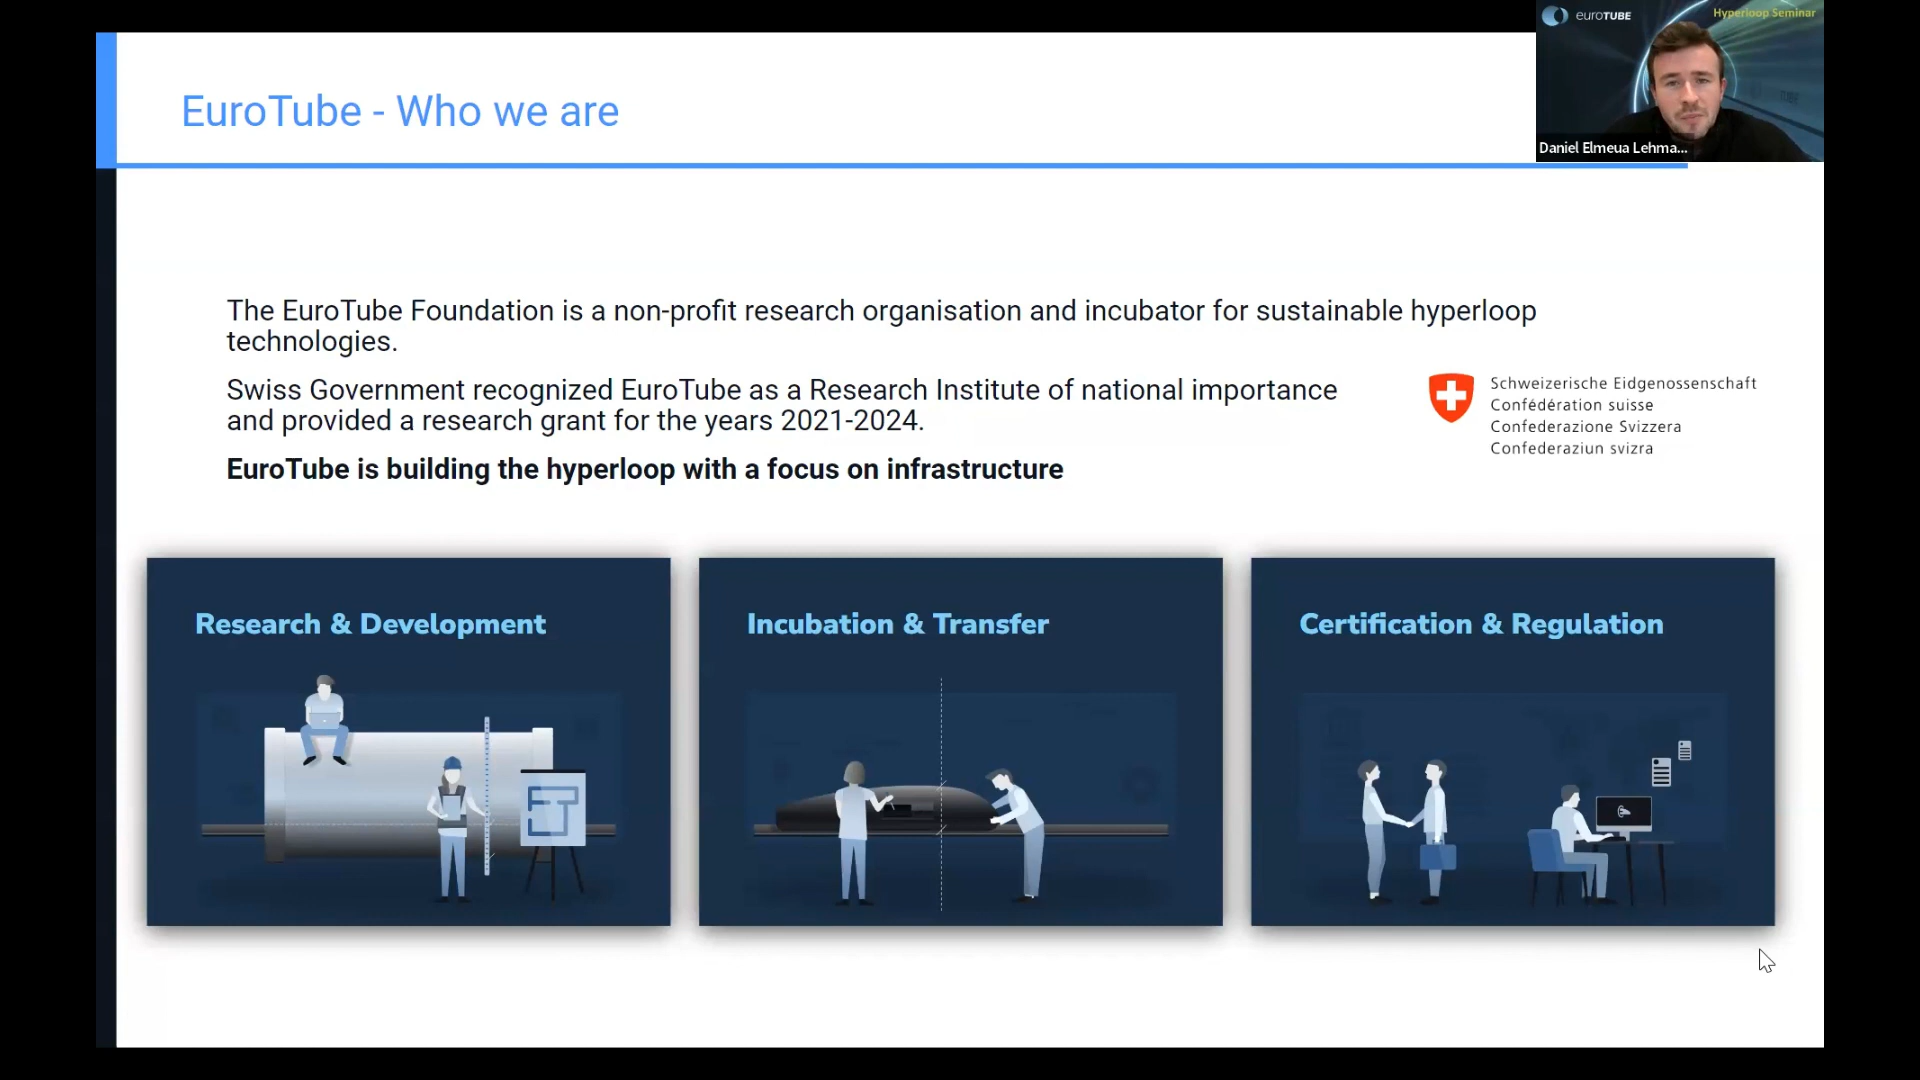 euroTUBE
Hyperloop Seminar
Daniel Elmeua Lehma...
EuroTube - Who we are
The EuroTube Foundation is a non-profit research organisation and incubator for sustainable hyperloop
technologies.
Swiss Government recognized EuroTube as a Research Institute of national importance
and provided a research grant for the years 2021-2024.
EuroTube is building the hyperloop with a focus on infrastructure
Schweizerische Eidgenossenschaft
Confédération suisse
Confederazione Svizzera
Confederaziun svizra
Research & Development
Incubation & Transfer
Certification & Regulation